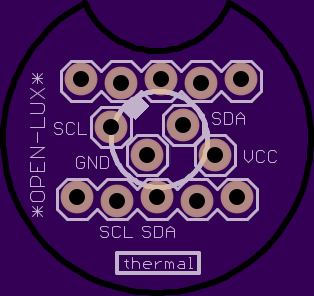 *OPEN-LUX*
SCL
SDA
GND
VCC
SCL SDA
thermal